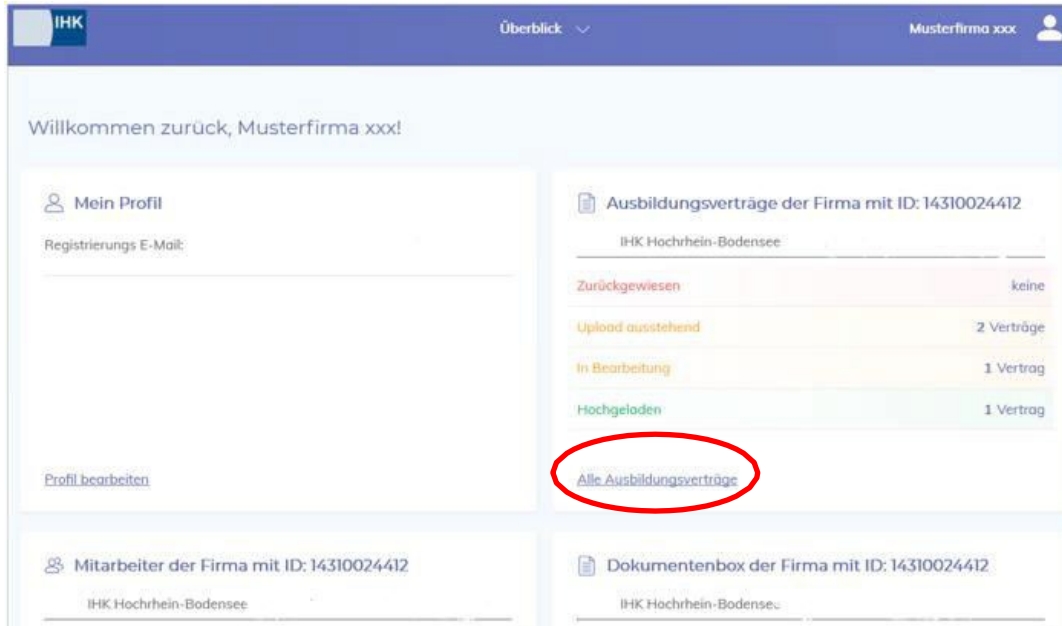 IHK
Überblick
Musterfirma xxx
Willkommen zurück, Musterfirma xxx!
Mein Profil
Registrierungs E-Mail:
Profil bearbeiten
Ausbildungsverträge der Firma mit ID: 14310024412
IHK Hochrhein-Bodensee
Zurückgewiesen keine
Upload ausstehend 2 Verträge
In Bearbeitung 1 Vertrag
Hochgeladen 1 Vertrag
Alle Ausbildungsverträge
Mitarbeiter der Firma mit ID: 14310024412
IHK Hochrhein-Bodensee
Dokumentenbox der Firma mit ID: 14310024412
IHK Hochrhein-Bodense